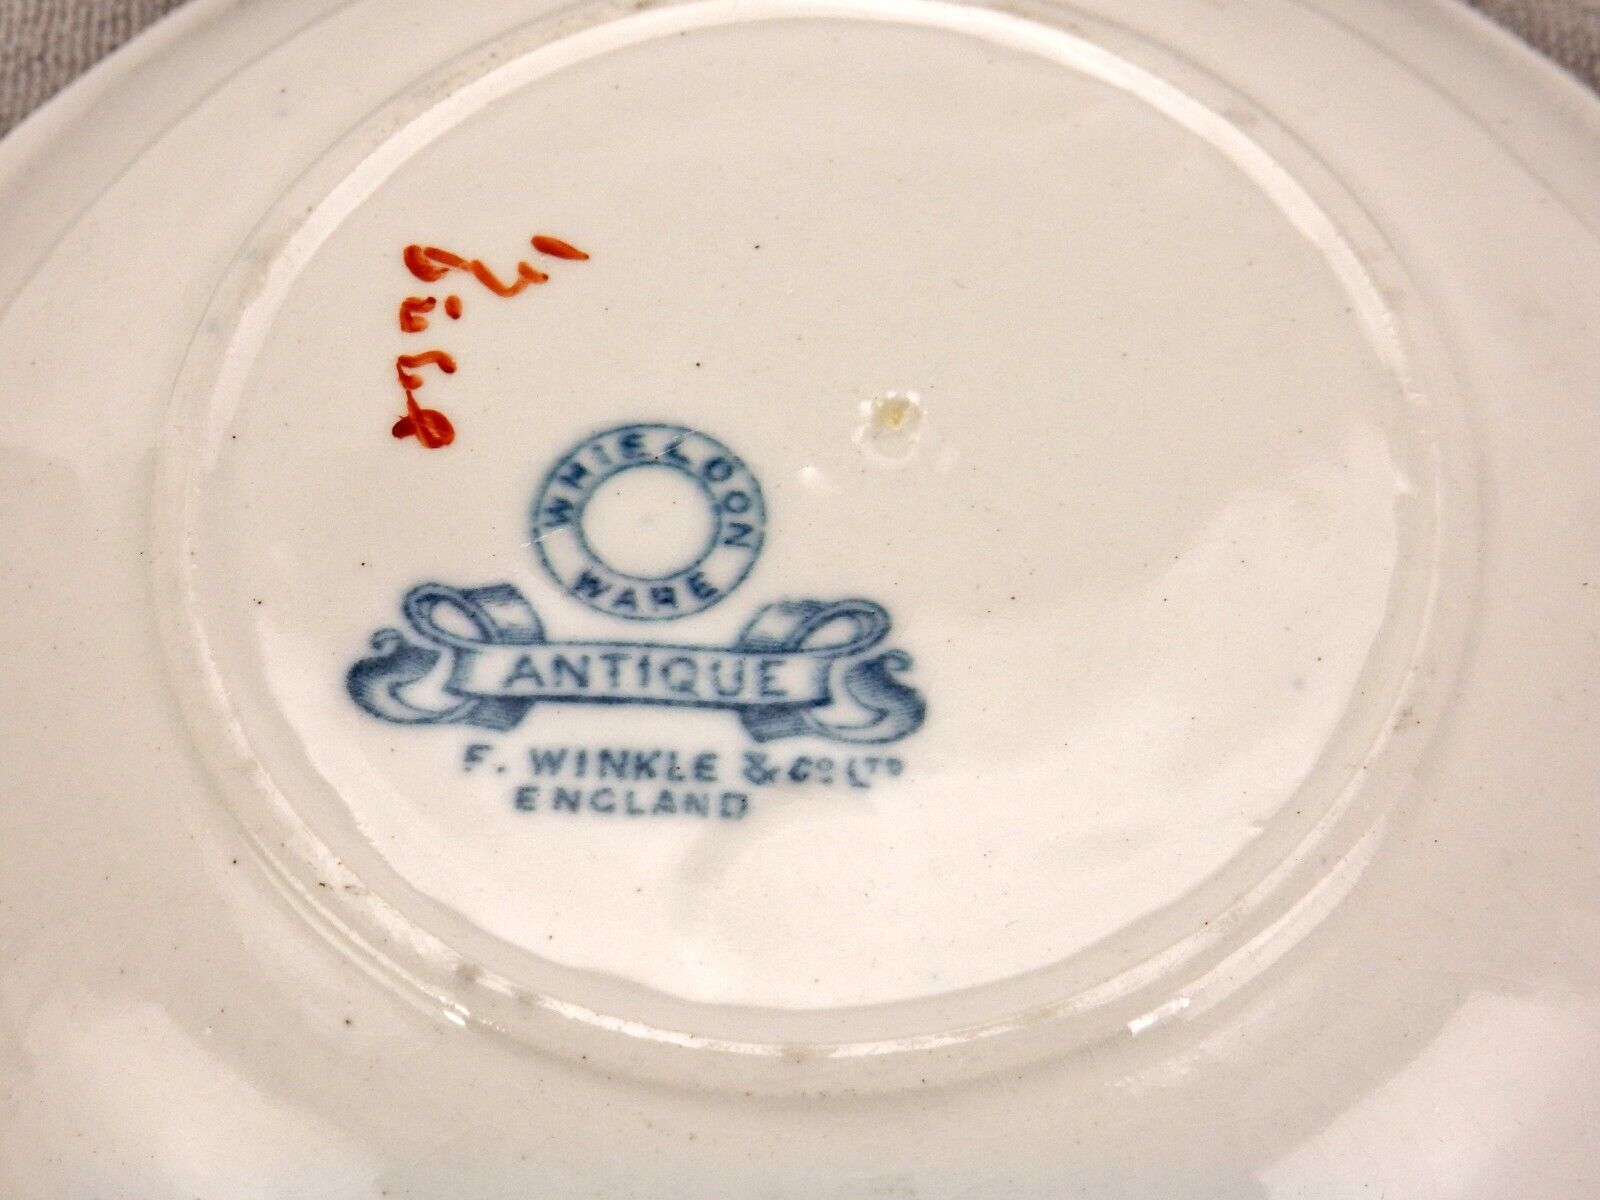 WHIELDON
WARE
ANTIQUE
F. WINKLE & Cº LTD
ENGLAND